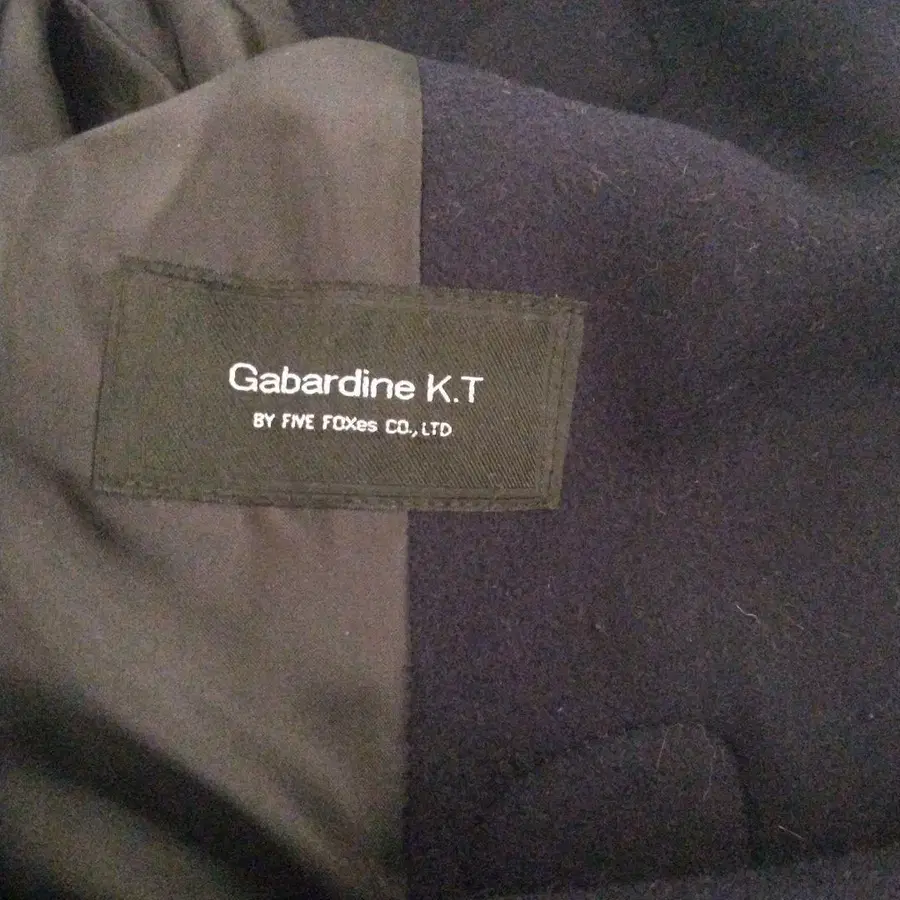 Gabardine K.T
BY FIVE FOXes CO., LTD